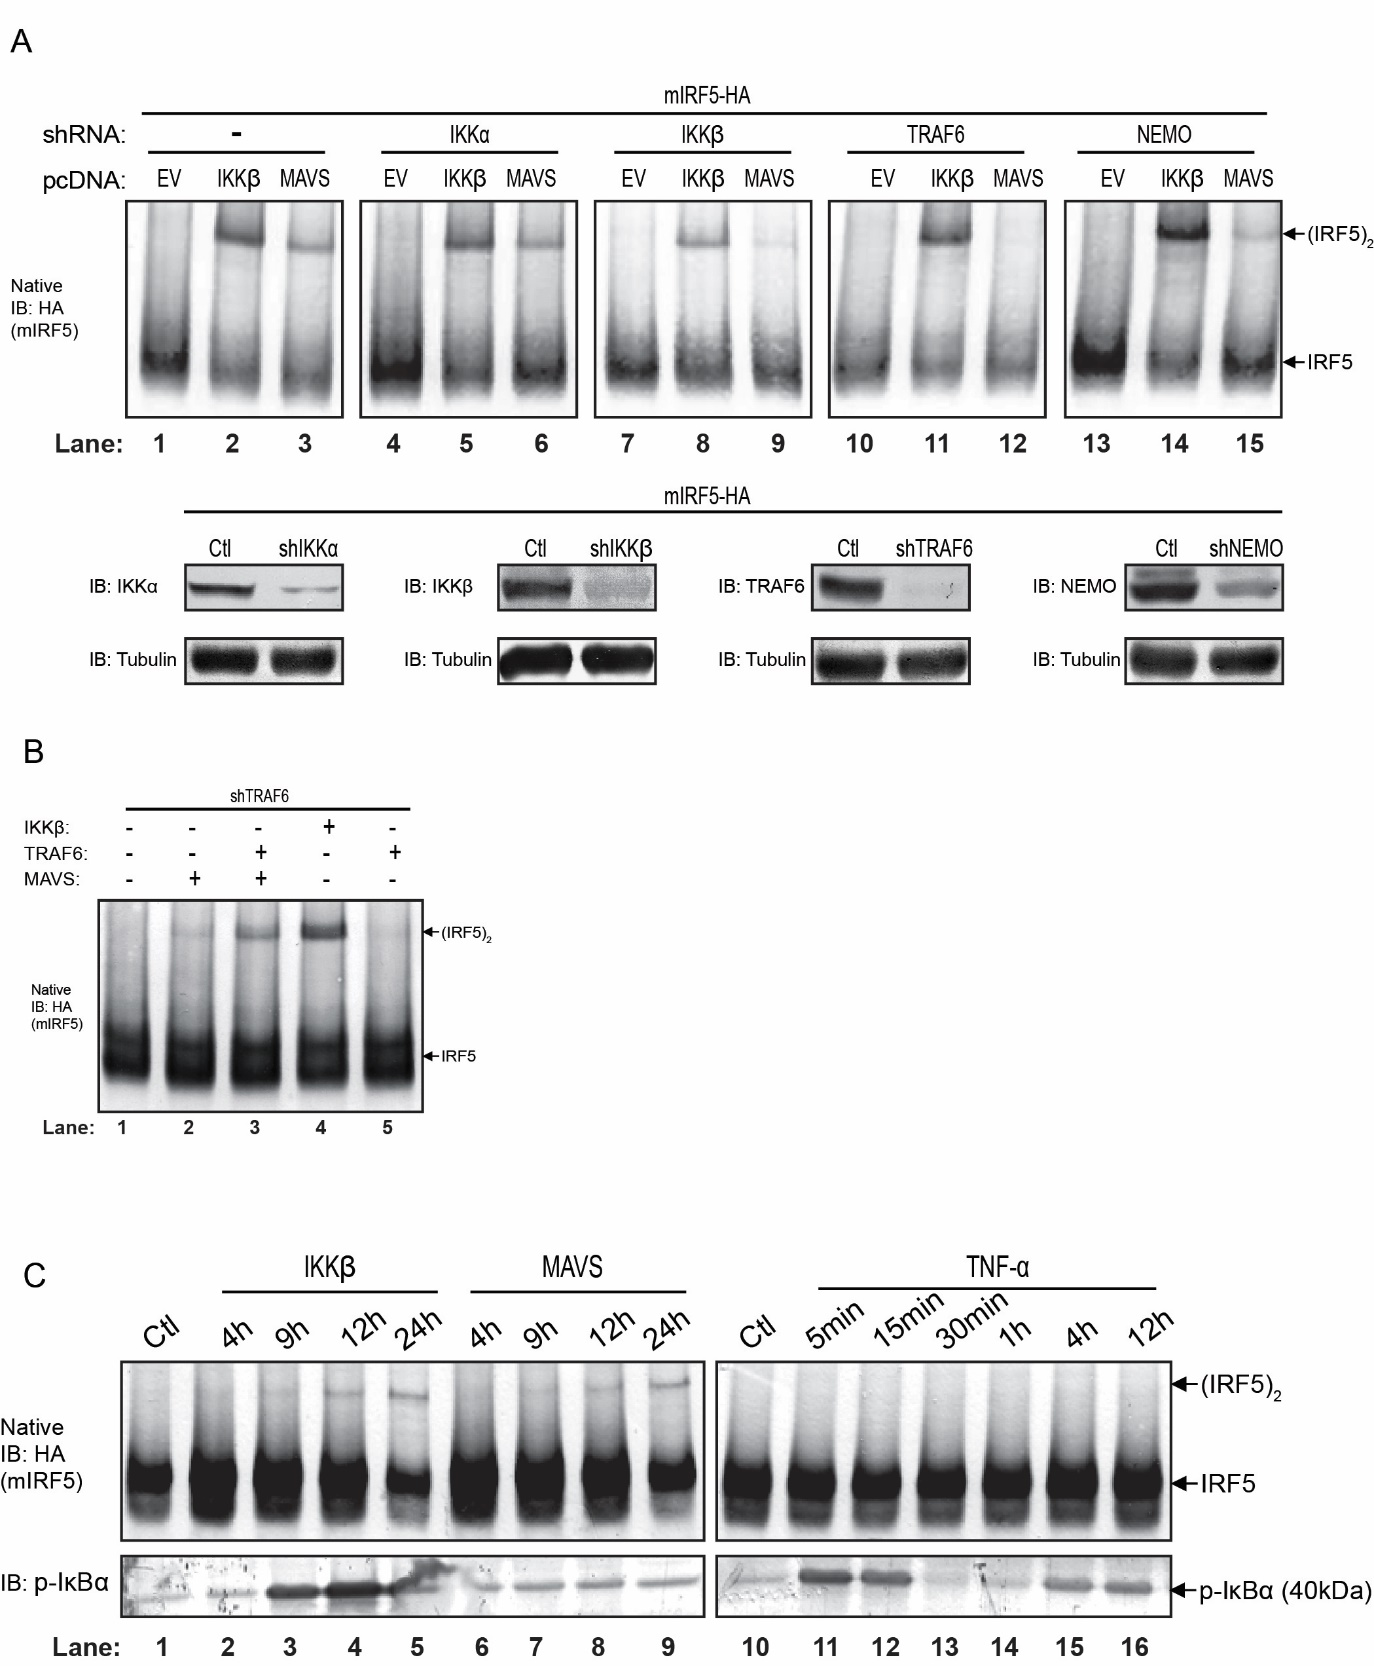 A
mIRF5-HA
shRNA: - IKKα IKKβ TRAF6 NEMO
pcDNA: EV IKKβ MAVS EV IKKβ MAVS EV IKKβ MAVS EV IKKβ MAVS EV IKKβ MAVS
(IRF5)2
Native
IB: HA
(mIRF5)
IRF5
Lane: 1 2 3 4 5 6 7 8 9 10 11 12 13 14 15
mIRF5-HA
Ctl shIKKα Ctl shIKKβ Ctl shTRAF6 Ctl shNEMO
IB: IKKα IB: IKKβ IB: TRAF6 IB: NEMO
IB: Tubulin IB: Tubulin IB: Tubulin IB: Tubulin
B
shTRAF6
IKKβ: - - - + -
TRAF6: - - + - +
MAVS: - + + - -
(IRF5)2
Native
IB: HA
(mIRF5)
IRF5
Lane: 1 2 3 4 5
C
IKKβ MAVS TNF-α
Ctl 4h 9h 12h 24h 4h 9h 12h 24h Ctl 5min 15min 30min 1h 4h 12h
(IRF5)2
Native
IB: HA
(mIRF5)
IRF5
IB: p-IκBα p-IκBα (40kDa)
Lane: 1 2 3 4 5 6 7 8 9 10 11 12 13 14 15 16